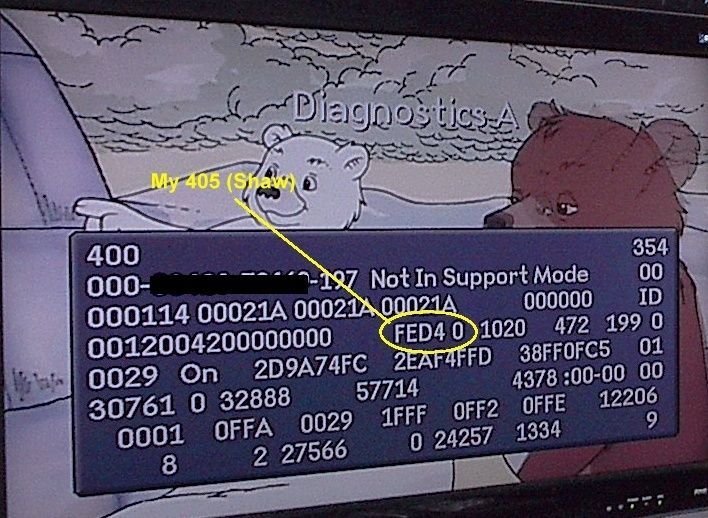 Diagnostics A
My 405 (Shaw)
400 354
000- -197 Not In Support Mode 00
000114 00021A 00021A 00021A 000000 ID
0012004200000000 FED4 0 1020 472 199 0
0029 On 2D9A74FC 2EAF4FFD 38FF0FC5 01
30761 0 32888 57714 4378 :00-00 00
0001 0FFA 0029 1FFF 0FF2 0FFE 12206
8 2 27566 0 24257 1334 9